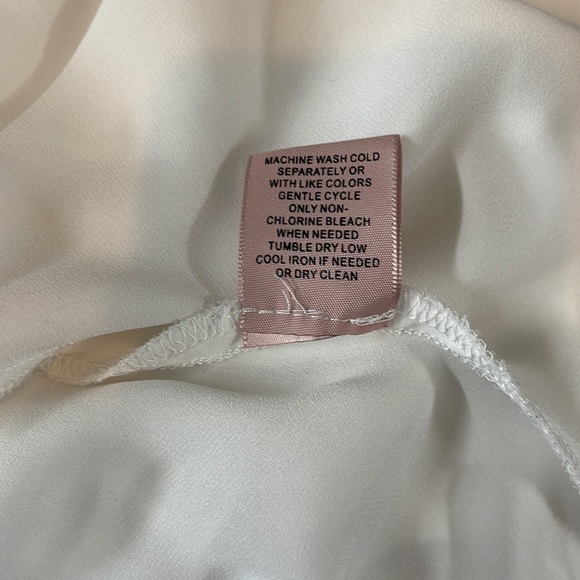 MACHINE WASH COLD
SEPARATELY OR
WITH LIKE COLORS
GENTLE CYCLE
ONLY NON-
CHLORINE BLEACH
WHEN NEEDED
TUMBLE DRY LOW
COOL IRON IF NEEDED
OR DRY CLEAN